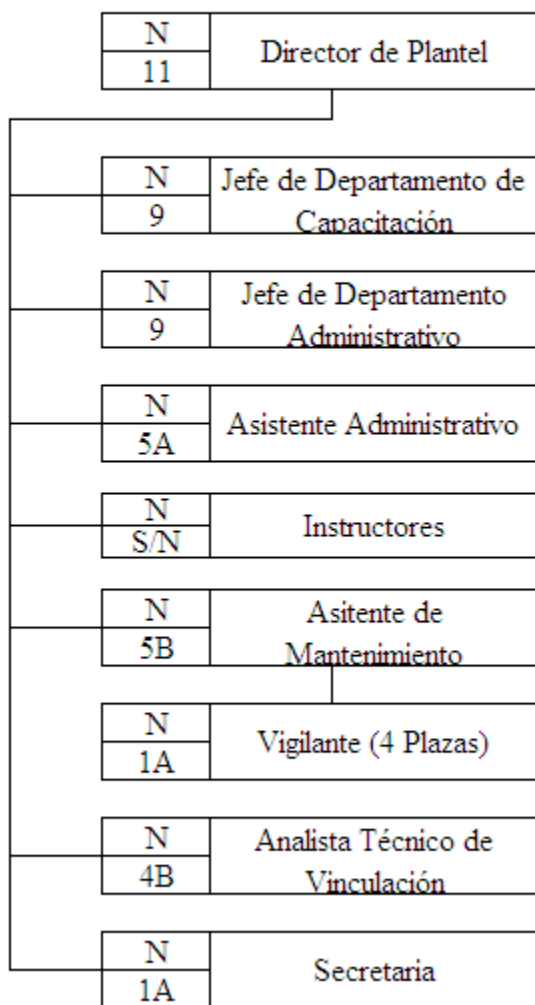 N
11
Director de Plantel
N
9
Jefe de Departamento de
Capacitación
N
9
Jefe de Departamento
Administrativo
N
5A
Asistente Administrativo
N
S/N
Instructores
N
5B
Asitente de
Mantenimiento
N
1A
Vigilante (4 Plazas)
N
4B
Analista Técnico de
Vinculación
N
1A
Secretaria